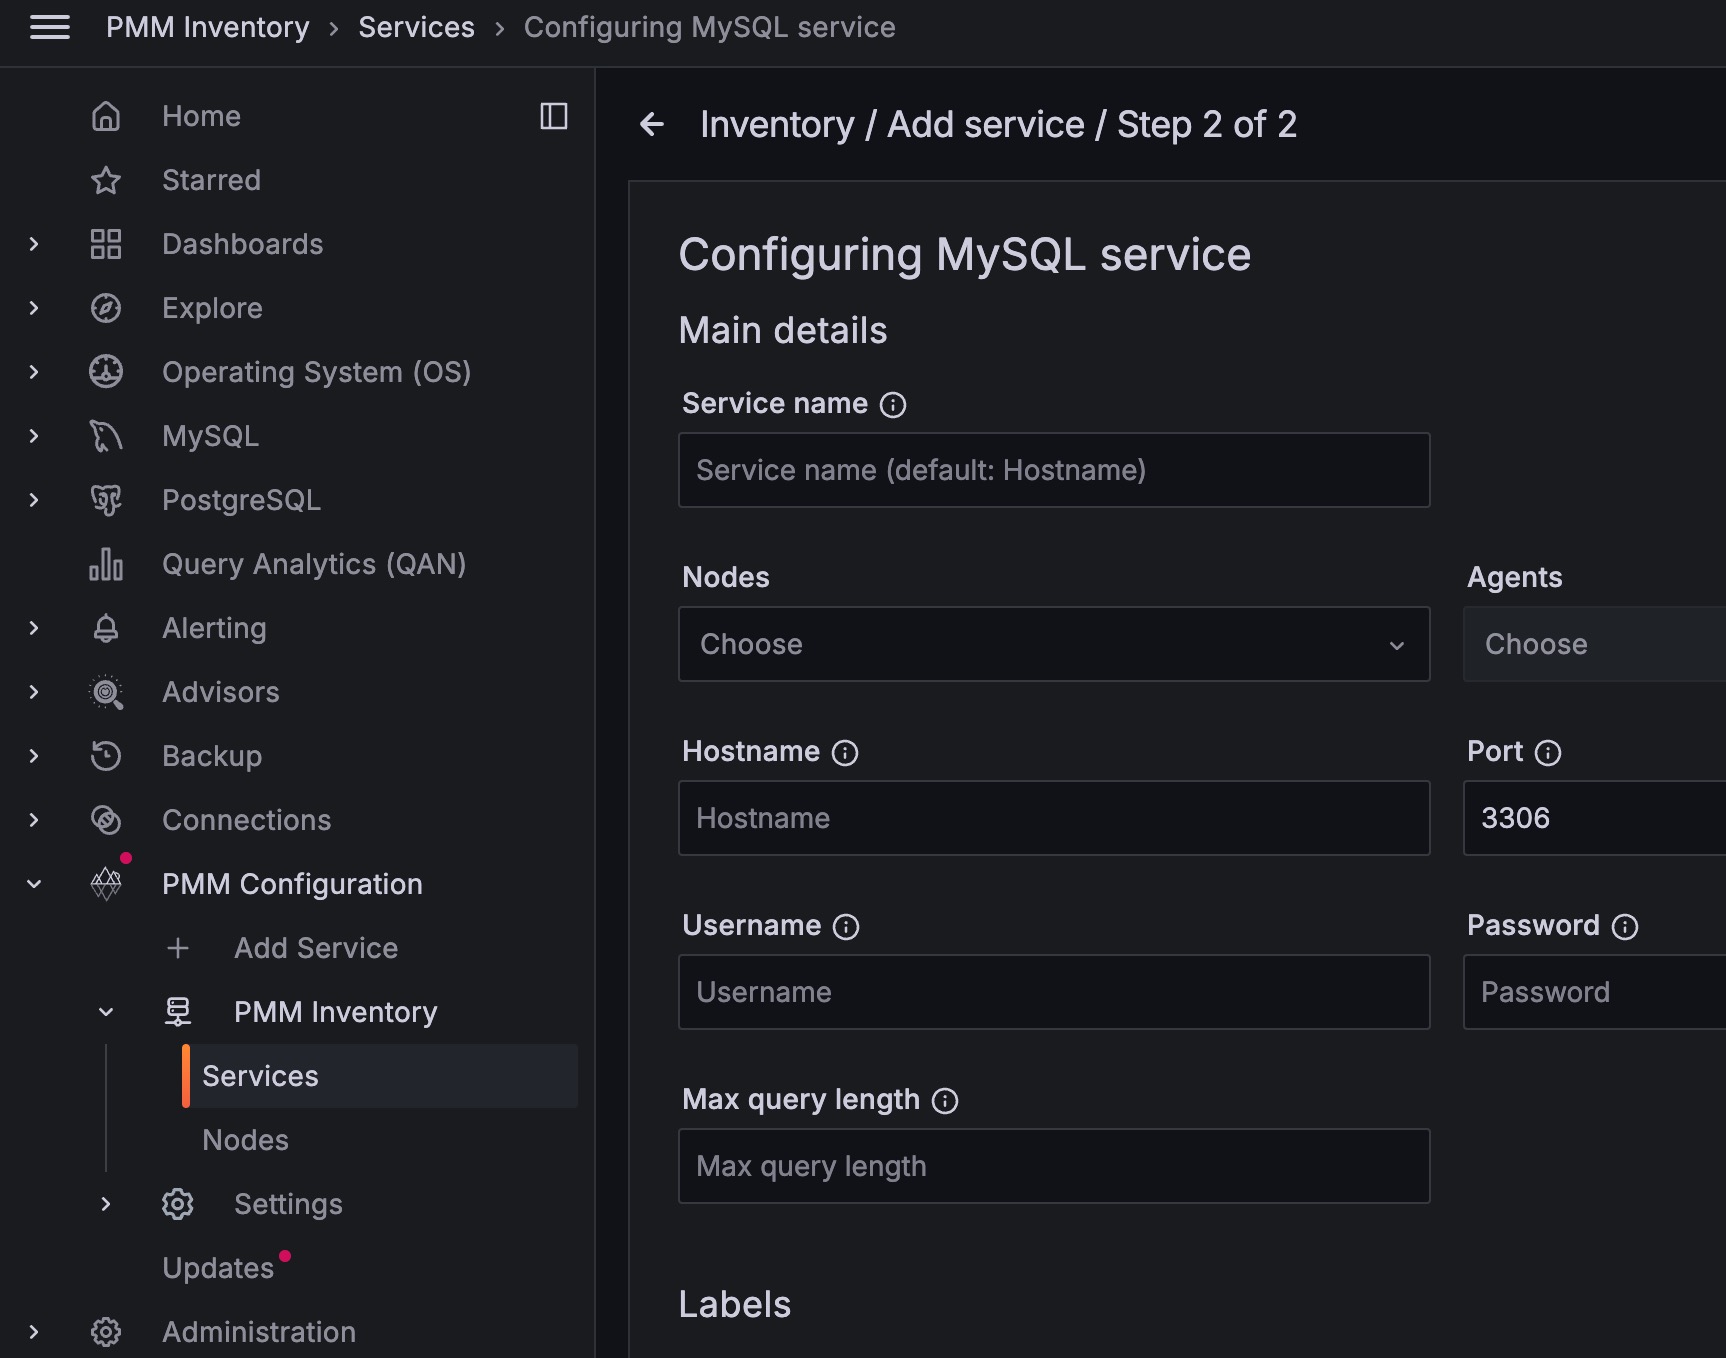 PMM Inventory › Services › Configuring MySQL service
Home
Starred
Dashboards
Explore
Operating System (OS)
MySQL
PostgreSQL
Query Analytics (QAN)
Alerting
Advisors
Backup
Connections
PMM Configuration
Add Service
PMM Inventory
Services
Nodes
Settings
Updates
Administration
Inventory / Add service / Step 2 of 2
Configuring MySQL service
Main details
Service name
Service name (default: Hostname)
Nodes
Choose
Agents
Choose
Hostname
Hostname
Port
3306
Username
Username
Password
Password
Max query length
Max query length
Labels